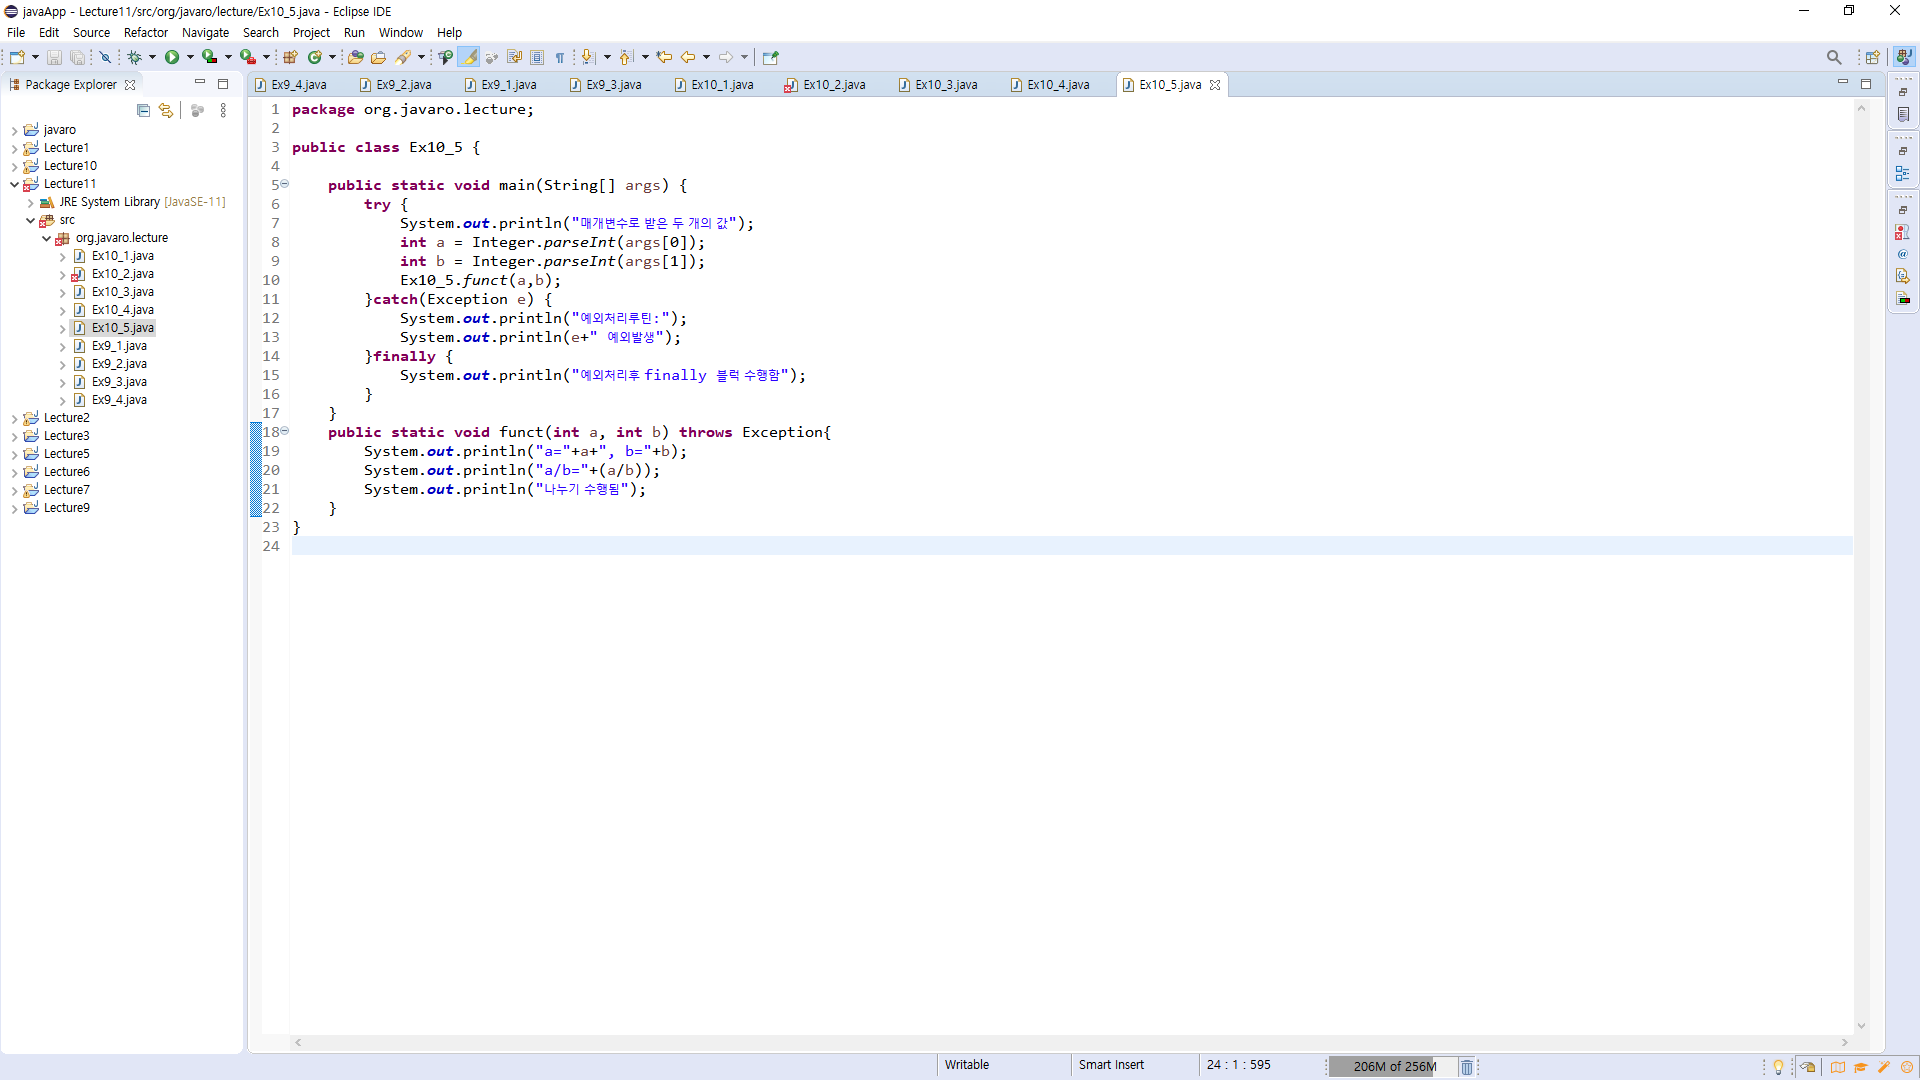 javaApp - Lecture11/src/org/javaro/lecture/Ex10_5.java - Eclipse IDE
File Edit Source Refactor Navigate Search Project Run Window Help
Package Explorer
Ex9_4.java Ex9_2.java Ex9_1.java Ex9_3.java Ex10_1.java Ex10_2.java Ex10_3.java Ex10_4.java Ex10_5.java
javaro
Lecture1
Lecture10
Lecture11
JRE System Library [JavaSE-11]
src
org.javaro.lecture
Ex10_1.java
Ex10_2.java
Ex10_3.java
Ex10_4.java
Ex10_5.java
Ex9_1.java
Ex9_2.java
Ex9_3.java
Ex9_4.java
Lecture2
Lecture3
Lecture5
Lecture6
Lecture7
Lecture9
1 package org.javaro.lecture;
2
3 public class Ex10_5 {
4
5     public static void main(String[] args) {
6         try {
7             System.out.println("매개변수로 받은 두 개의 값");
8             int a = Integer.parseInt(args[0]);
9             int b = Integer.parseInt(args[1]);
10             Ex10_5.funct(a,b);
11         }catch(Exception e) {
12             System.out.println("예외처리루틴:");
13             System.out.println(e+" 예외발생");
14         }finally {
15             System.out.println("예외처리후 finally 블럭 수행함");
16         }
17     }
18     public static void funct(int a, int b) throws Exception{
19         System.out.println("a="+a+", b="+b);
20         System.out.println("a/b="+(a/b));
21         System.out.println("나누기 수행됨");
22     }
23 }
24
Writable Smart Insert 24 : 1 : 595 206M of 256M